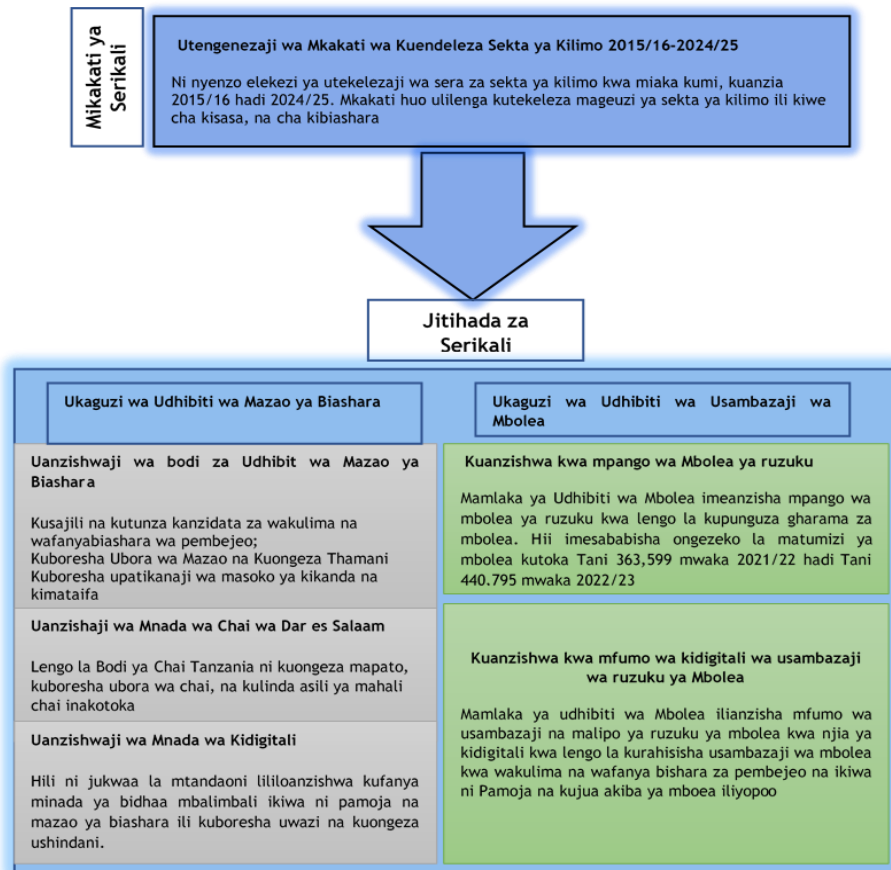 Mikakati ya
Serikali
Utengenezaji wa Mkakati wa Kuendeleza Sekta ya Kilimo 2015/16-2024/25
Ni nyenzo elekezi ya utekelezaji wa sera za sekta ya kilimo kwa miaka kumi, kuanzia
2015/16 hadi 2024/25. Mkakati huo ulilenga kutekeleza mageuzi ya sekta ya kilimo ili kiwe
cha kisasa, na cha kibiashara
Jitihada za
Serikali
Ukaguzi wa Udhibiti wa Mazao ya Biashara
Uanzishwaji wa bodi za Udhibit wa Mazao ya
Biashara
Kusajili na kutunza kanzidata za wakulima na
wafanyabiashara wa pembejeo;
Kuboresha Ubora wa Mazao na Kuongeza Thamani
Kuboresha upatikanaji wa masoko ya kikanda na
kimataifa
Uanzishaji wa Mnada wa Chai wa Dar es Salaam
Lengo la Bodi ya Chai Tanzania ni kuongeza mapato,
kuboresha ubora wa chai, na kulinda asili ya mahali
chai inakotoka
Uanzishwaji wa Mnada wa Kidigitali
Hili ni jukwaa la mtandaoni lililoanzishwa kufanya
minada ya bidhaa mbalimbali ikiwa ni pamoja na
mazao ya biashara ili kuboresha uwazi na kuongeza
ushindani.
Ukaguzi wa Udhibiti wa Usambazaji wa
Mbolea
Kuanzishwa kwa mpango wa Mbolea ya ruzuku
Mamlaka ya Udhibiti wa Mbolea imeanzisha mpango wa
mbolea ya ruzuku kwa lengo la kupunguza gharama za
mbolea. Hii imesababisha ongezeko la matumizi ya
mbolea kutoka Tani 363,599 mwaka 2021/22 hadi Tani
440.795 mwaka 2022/23
Kuanzishwa kwa mfumo wa kidigitali wa usambazaji
wa ruzuku ya Mbolea
Mamlaka ya udhibiti wa Mbolea ilianzisha mfumo wa
usambazaji na malipo ya ruzuku ya mbolea kwa njia ya
kidigitali kwa lengo la kurahisisha usambazaji wa mbolea
kwa wakulima na wafanya bishara za pembejeo na ikiwa
ni Pamoja na kujua akiba ya mboea iliyopoo